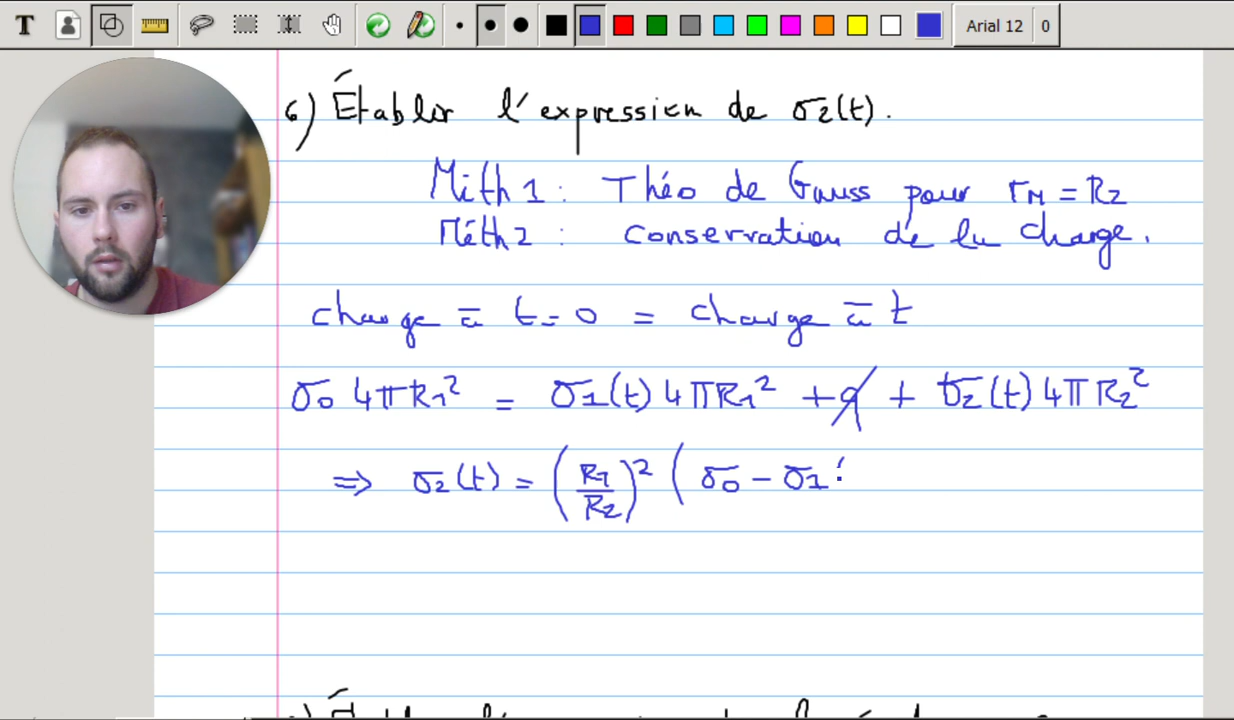 T Arial 12 0
6) Établir l'expression de σ2(t).
Méth 1 : Théo de Gauss pour rM = R2
Méth 2 : conservation de la charge.
charge à t=0 = charge à t
σ0 4πR1² = σ1(t) 4πR1² + q + σ2(t) 4πR2²
⇒ σ2(t) = (R1/R2)² ( σ0 - σ1